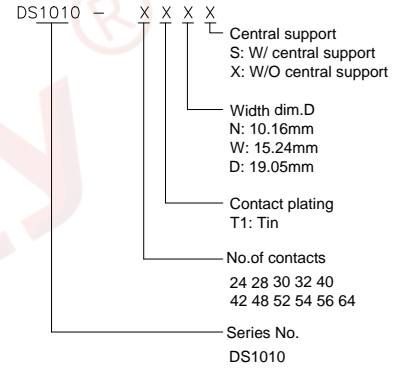 DS1010 - X X X X
Central support
S: W/ central support
X: W/O central support
Width dim.D
N: 10.16mm
W: 15.24mm
D: 19.05mm
Contact plating
T1: Tin
No.of contacts
24 28 30 32 40
42 48 52 54 56 64
Series No.
DS1010
y ®